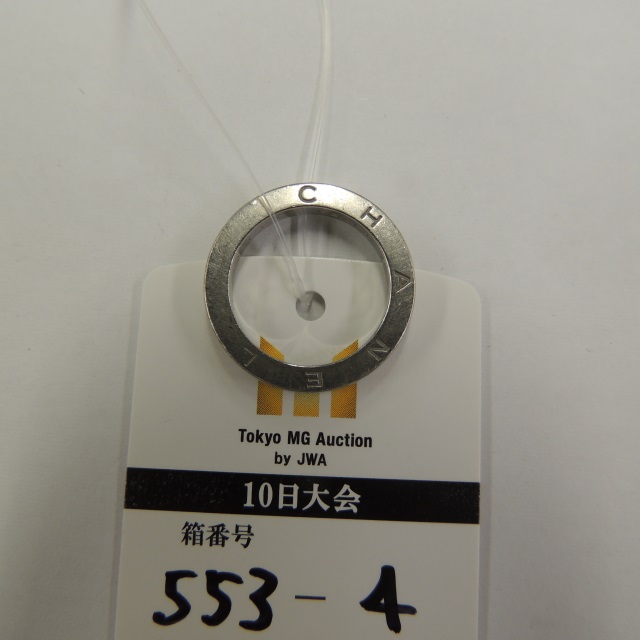 CHANEL
Tokyo MG Auction
by JWA
10日大会
箱番号
553-4